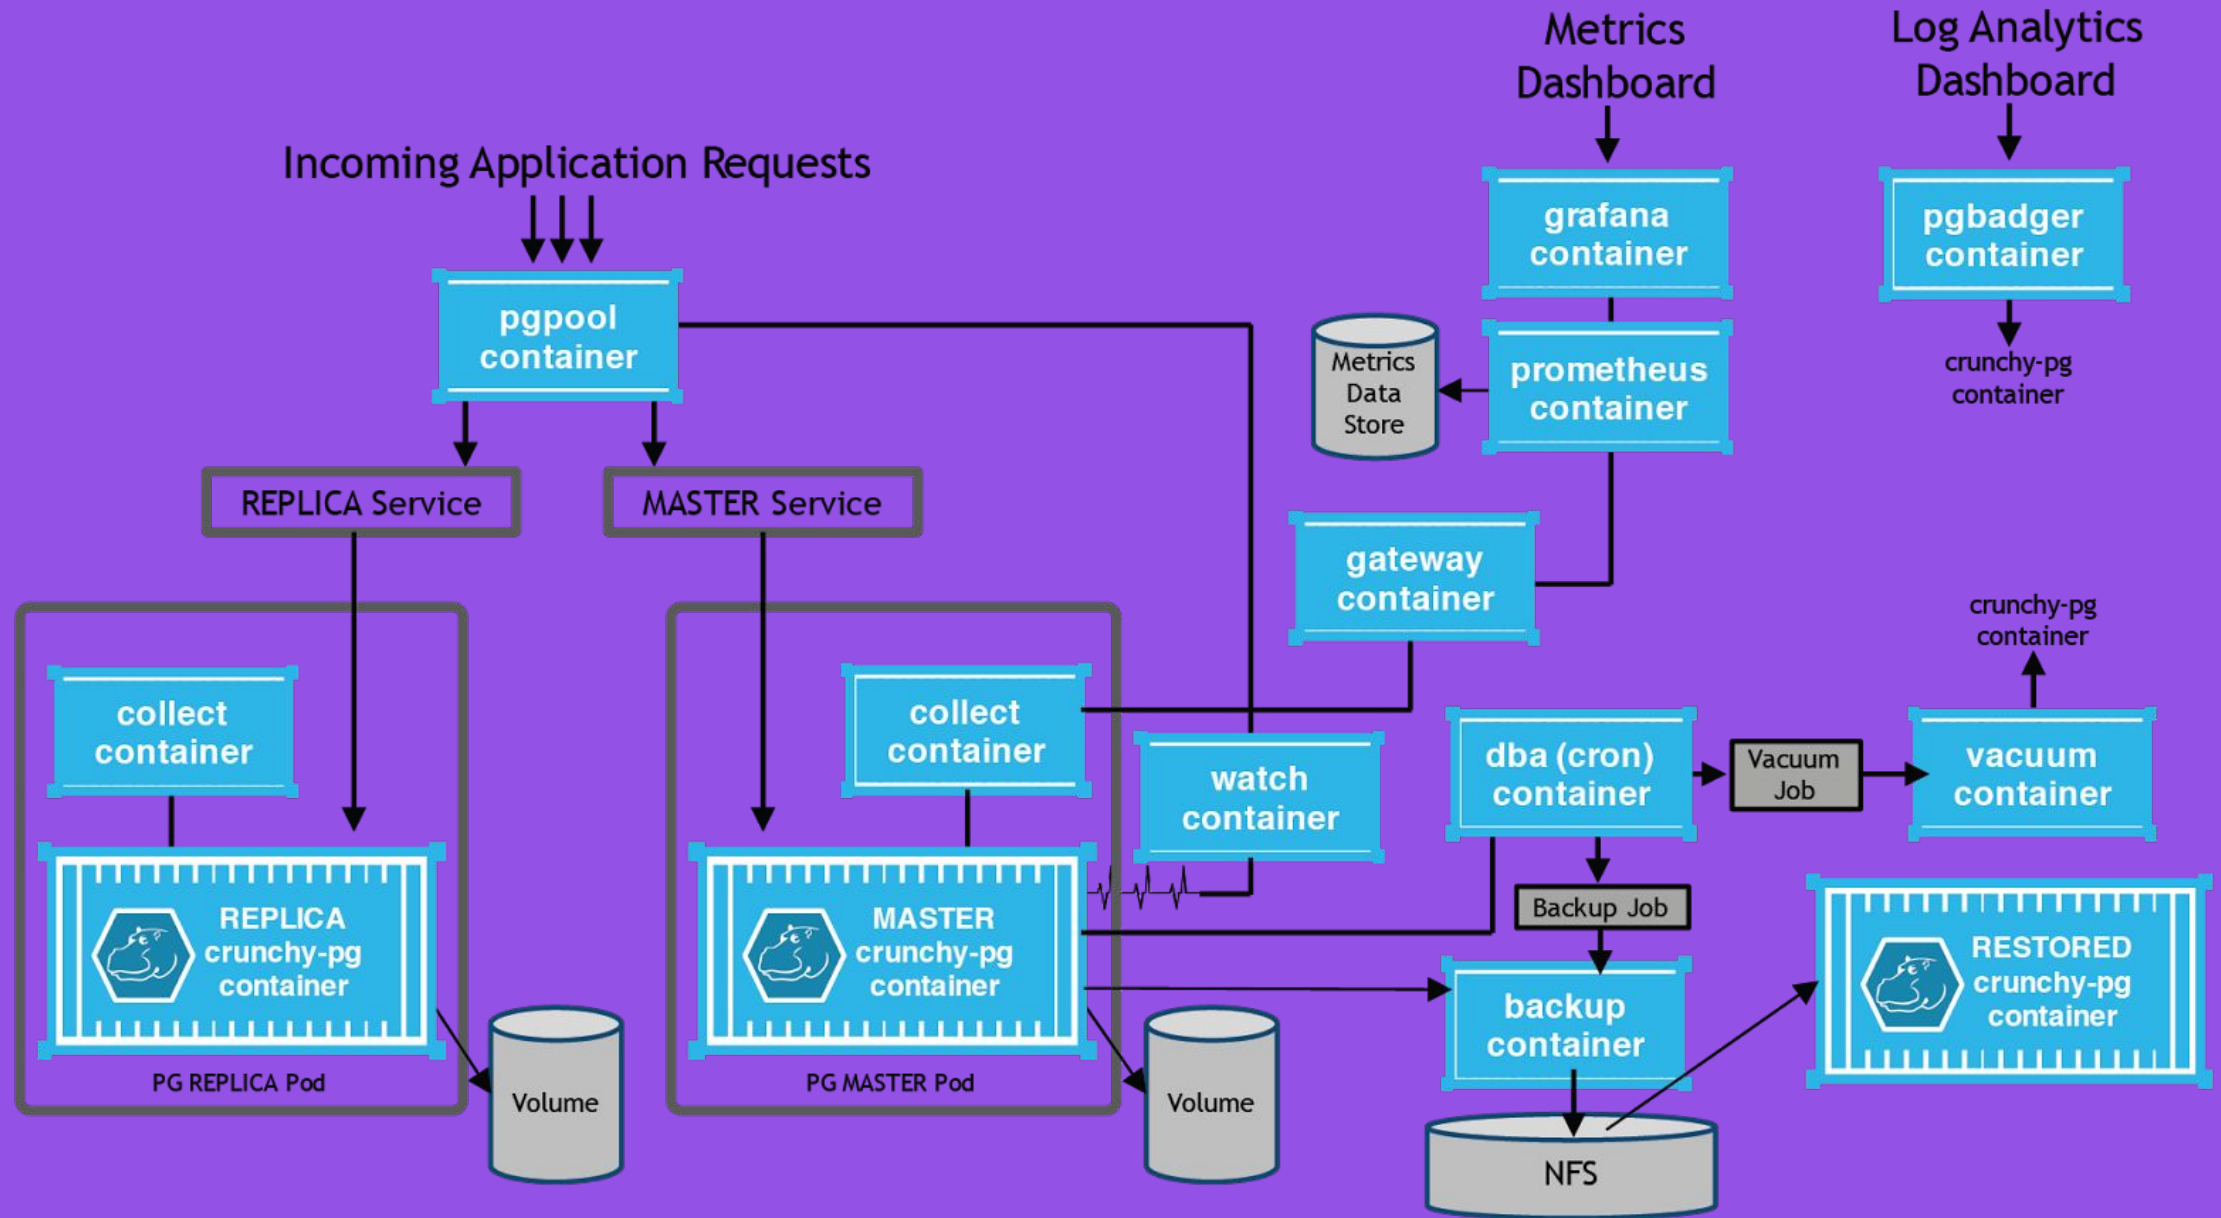 Metrics
Dashboard
Log Analytics
Dashboard
Incoming Application Requests
grafana
container
pgbadger
container
pgpool
container
Metrics
Data
Store
prometheus
container
crunchy-pg
container
REPLICA Service
MASTER Service
gateway
container
crunchy-pg
container
collect
container
collect
container
watch
container
dba (cron)
container
Vacuum
Job
vacuum
container
Backup Job
REPLICA
crunchy-pg
container
MASTER
crunchy-pg
container
RESTORED
crunchy-pg
container
backup
container
PG REPLICA Pod
Volume
PG MASTER Pod
Volume
NFS